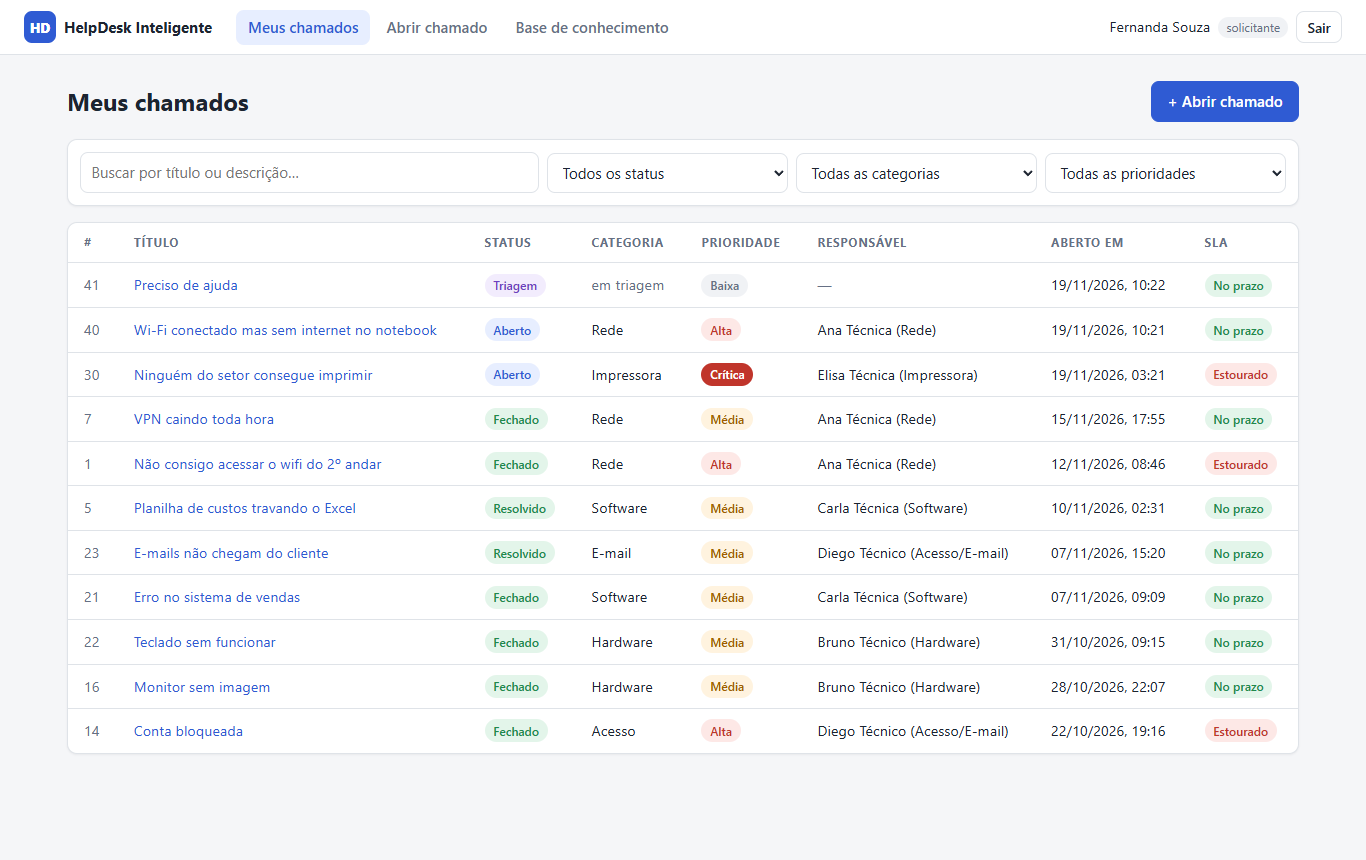 HD HelpDesk Inteligente Meus chamados Abrir chamado Base de conhecimento Fernanda Souza solicitante Sair
Meus chamados + Abrir chamado
Buscar por título ou descrição... Todos os status Todas as categorias Todas as prioridades
# TÍTULO STATUS CATEGORIA PRIORIDADE RESPONSÁVEL ABERTO EM SLA
41 Preciso de ajuda Triagem em triagem Baixa — 19/11/2026, 10:22 No prazo
40 Wi-Fi conectado mas sem internet no notebook Aberto Rede Alta Ana Técnica (Rede) 19/11/2026, 10:21 No prazo
30 Ninguém do setor consegue imprimir Aberto Impressora Crítica Elisa Técnica (Impressora) 19/11/2026, 03:21 Estourado
7 VPN caindo toda hora Fechado Rede Média Ana Técnica (Rede) 15/11/2026, 17:55 No prazo
1 Não consigo acessar o wifi do 2º andar Fechado Rede Alta Ana Técnica (Rede) 12/11/2026, 08:46 Estourado
5 Planilha de custos travando o Excel Resolvido Software Média Carla Técnica (Software) 10/11/2026, 02:31 No prazo
23 E-mails não chegam do cliente Resolvido E-mail Média Diego Técnico (Acesso/E-mail) 07/11/2026, 15:20 No prazo
21 Erro no sistema de vendas Fechado Software Média Carla Técnica (Software) 07/11/2026, 09:09 No prazo
22 Teclado sem funcionar Fechado Hardware Média Bruno Técnico (Hardware) 31/10/2026, 09:15 No prazo
16 Monitor sem imagem Fechado Hardware Média Bruno Técnico (Hardware) 28/10/2026, 22:07 No prazo
14 Conta bloqueada Fechado Acesso Alta Diego Técnico (Acesso/E-mail) 22/10/2026, 19:16 Estourado